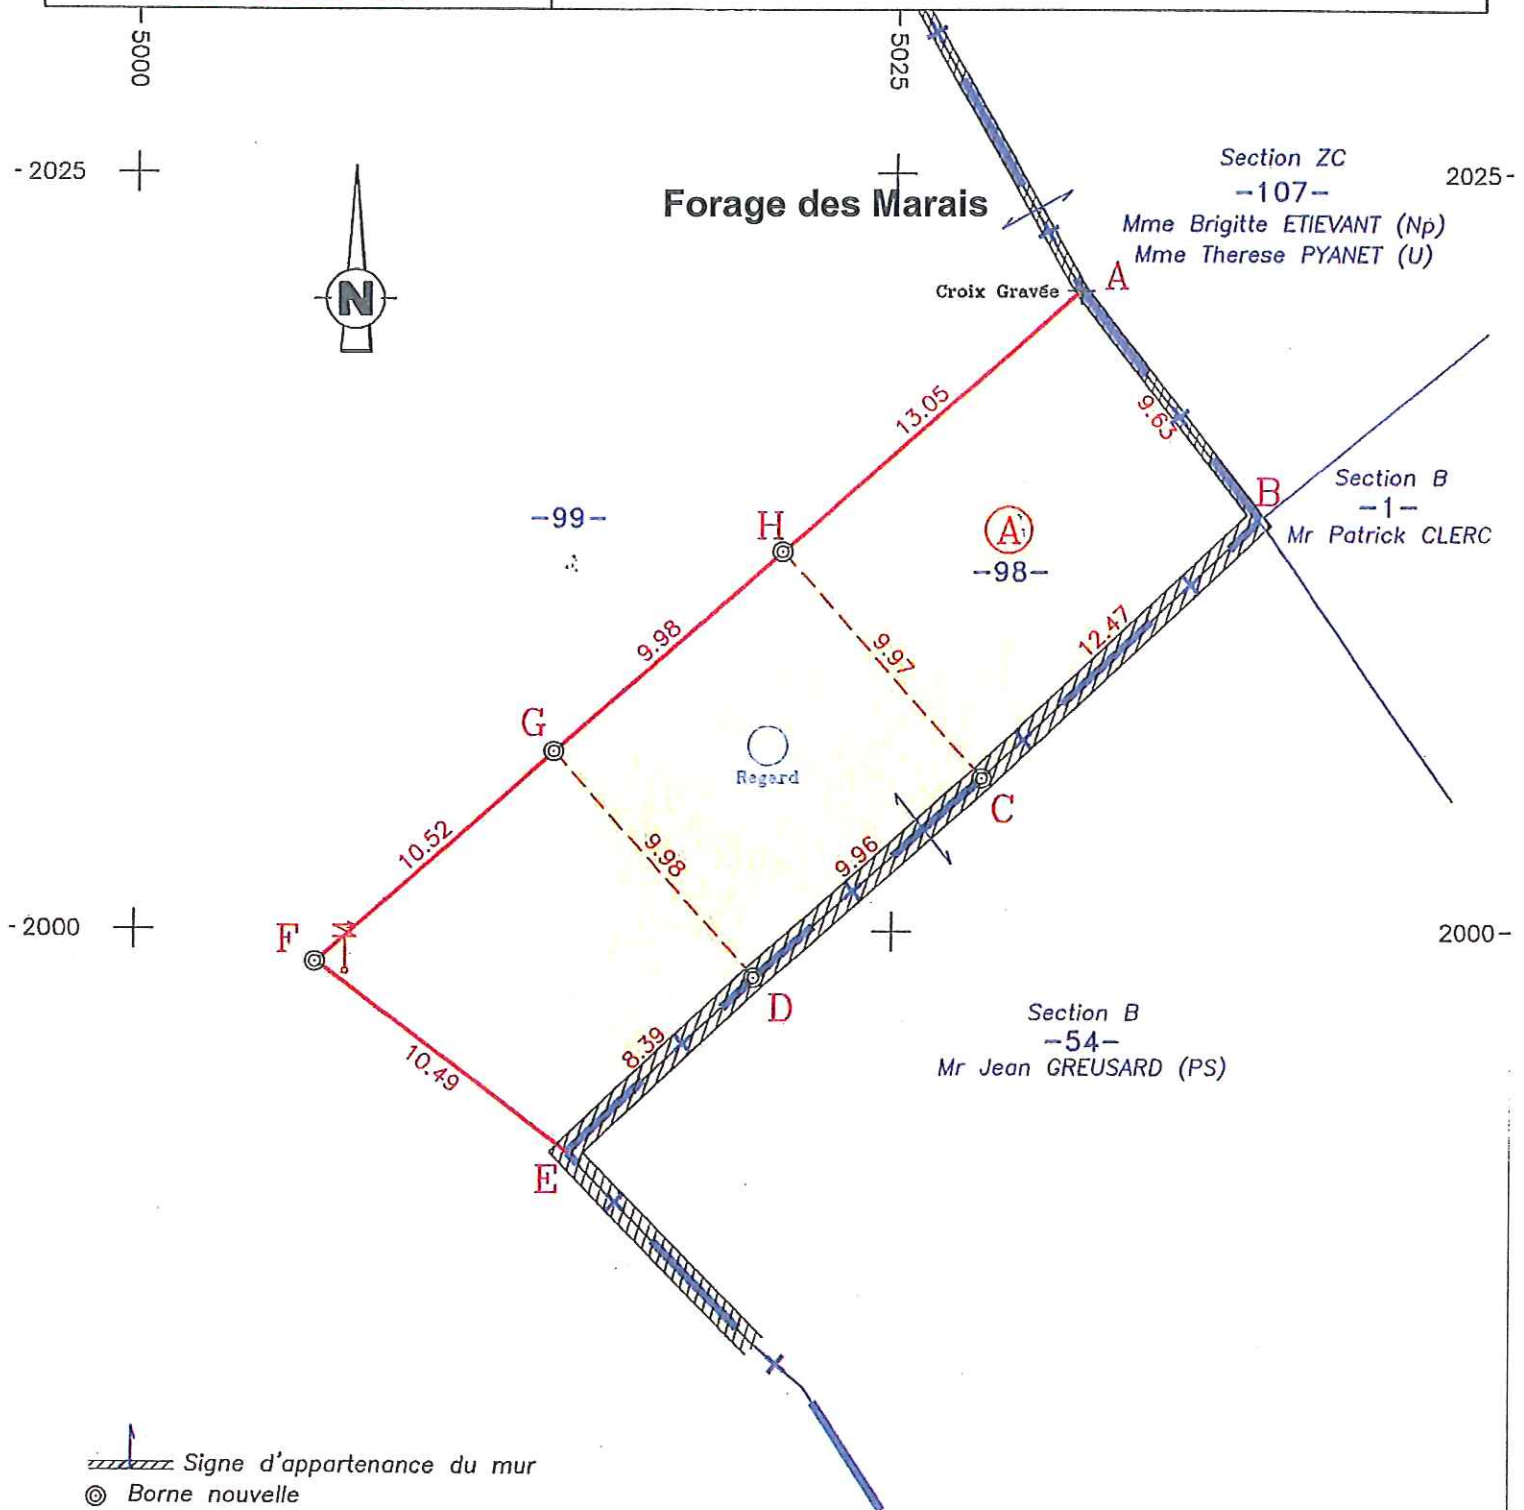 5000
5025
-2025
Section ZC
-107-
Mme Brigitte ETIEVANT (Np)
Mme Therese PYANET (U)
2025-
Forage des Marais
N
Croix Gravée
A
13.05
9.63
B
Section B
-1-
Mr Patrick CLERC
-99-
H
A
-98-
9.98
9.97
12.47
G
Regard
C
10.52
9.98
9.96
-2000
F
2000-
D
Section B
-54-
Mr Jean GREUSARD (PS)
8.39
10.49
E
Signe d'appartenance du mur
Borne nouvelle